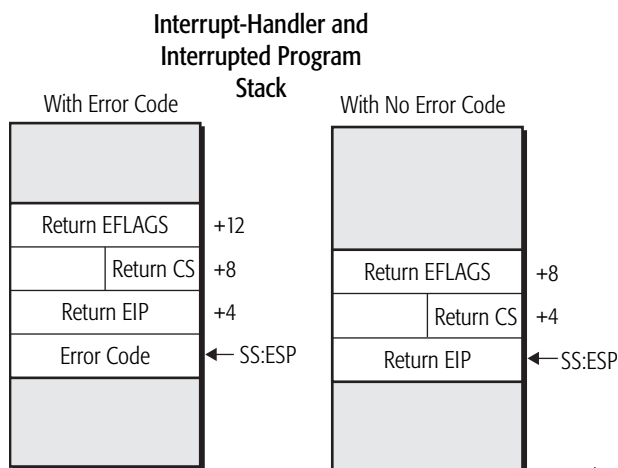 Interrupt-Handler and
Interrupted Program
Stack
With Error Code
Return EFLAGS +12
Return CS +8
Return EIP +4
Error Code SS:ESP
With No Error Code
Return EFLAGS +8
Return CS +4
Return EIP SS:ESP